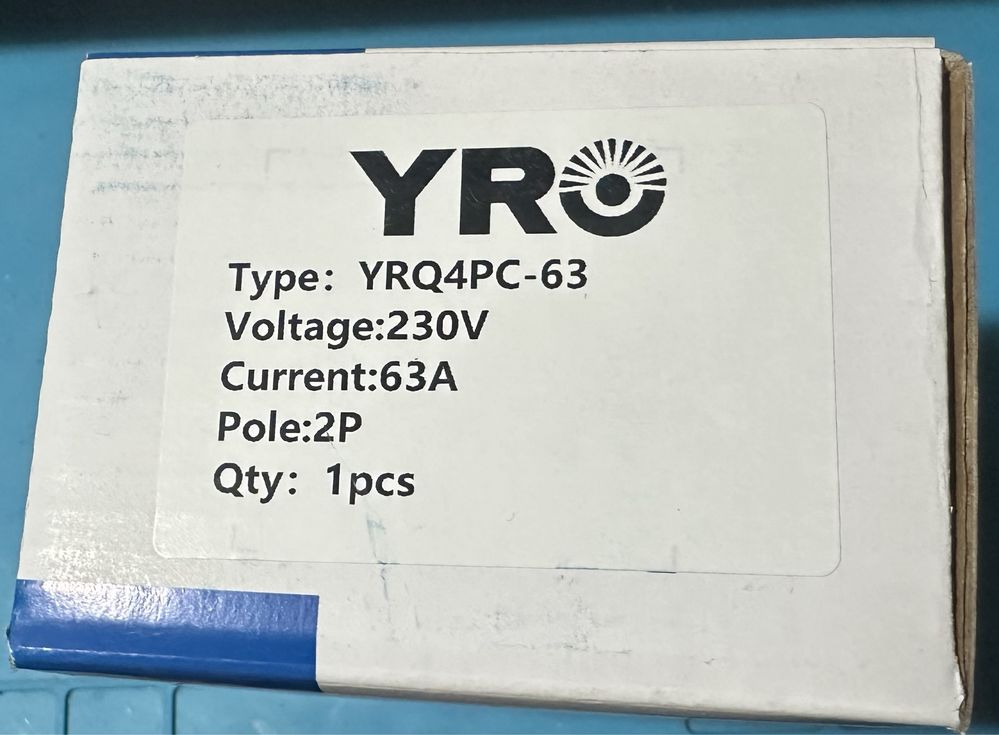 YRO
Type: YRQ4PC-63
Voltage:230V
Current:63A
Pole:2P
Qty: 1pcs